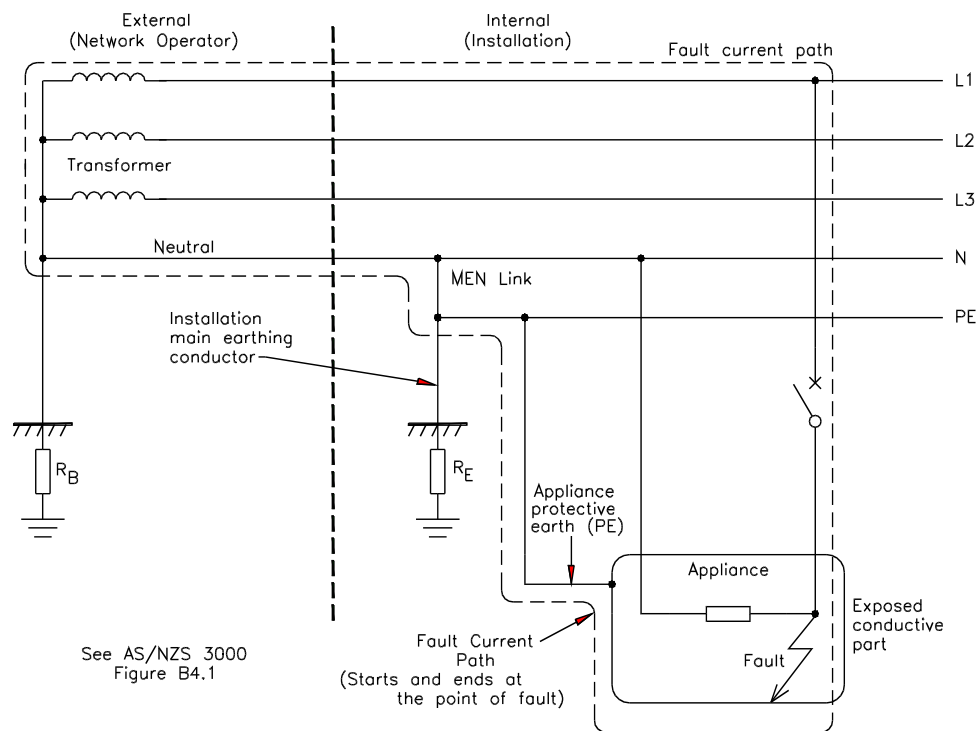 External
(Network Operator)
Internal
(Installation)
Fault current path
L1
L2
Transformer
L3
Neutral
N
MEN Link
Installation
main earthing
conductor
PE
RB
RE
Appliance
protective
earth (PE)
Appliance
Exposed
conductive
part
Fault Current
Path
(Starts and ends at
the point of fault)
Fault
See AS/NZS 3000
Figure B4.1